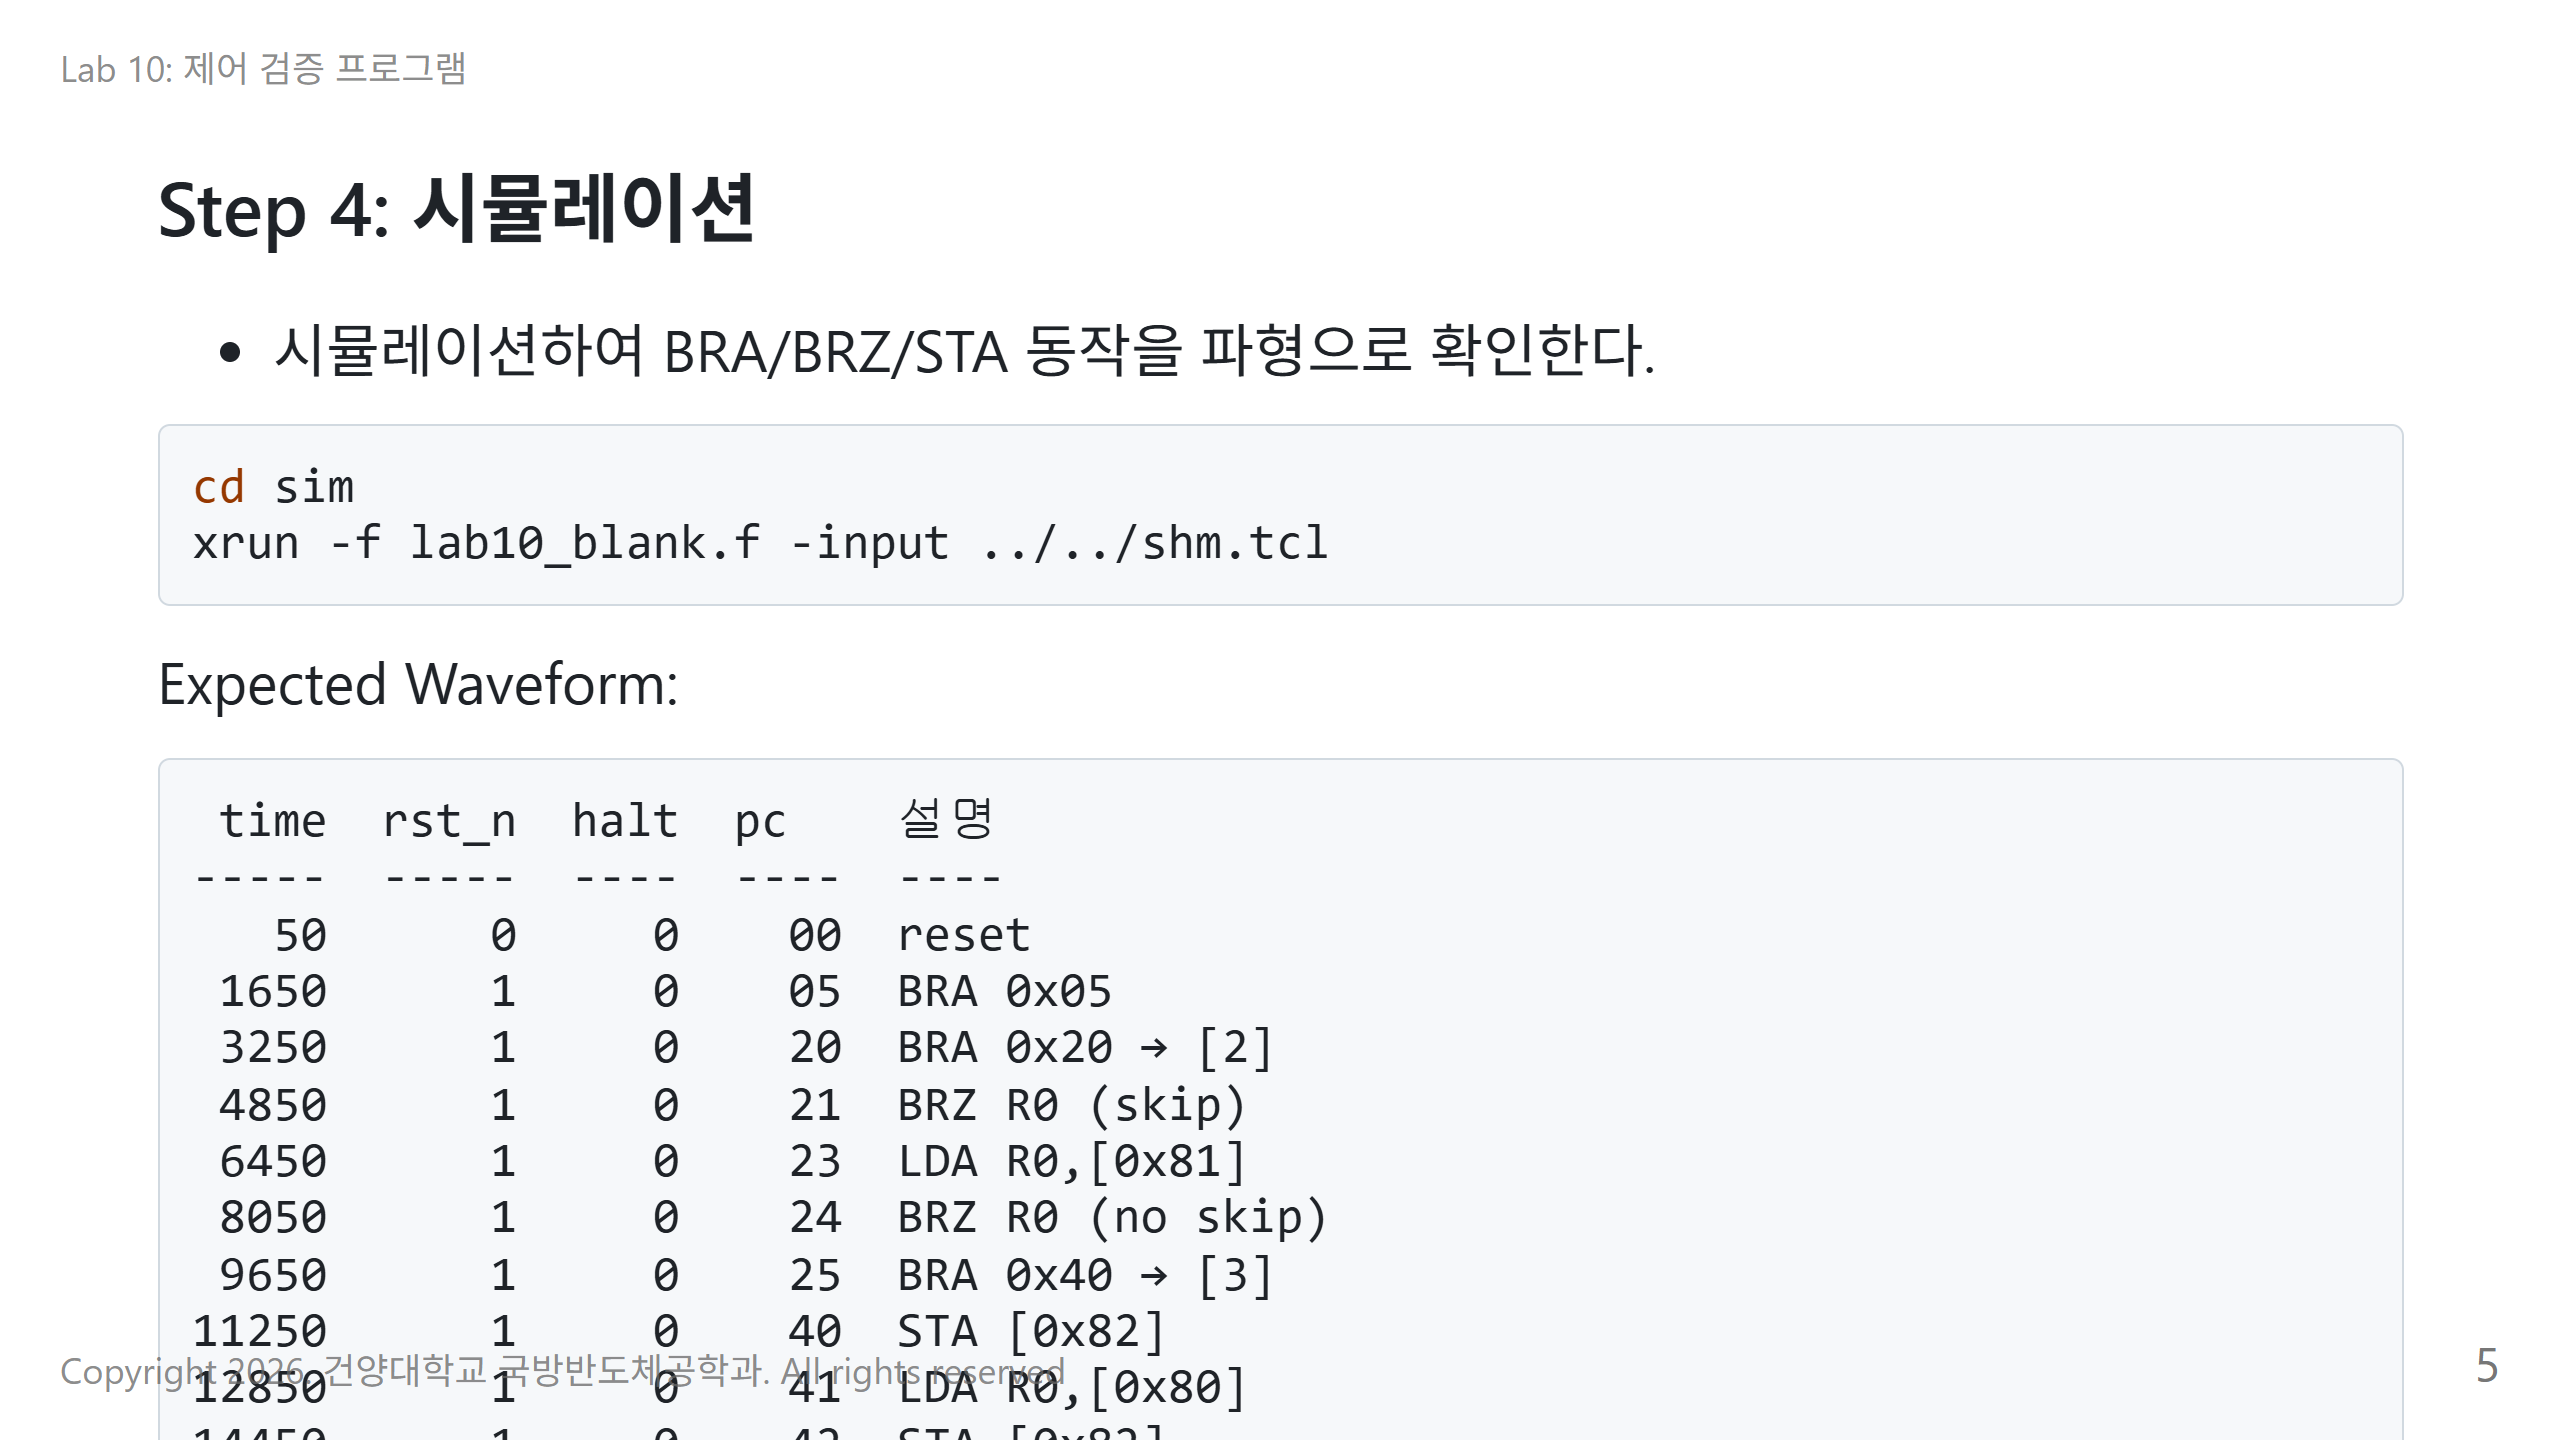 Lab 10: 제어 검증 프로그램
Step 4: 시뮬레이션
• 시뮬레이션하여 BRA/BRZ/STA 동작을 파형으로 확인한다.
cd sim
xrun -f lab10_blank.f -input ../../shm.tcl
Expected Waveform:
time  rst_n  halt  pc    설명
-----  -----  ----  ----  ----
50      0     0    00  reset
1650      1     0    05  BRA 0x05
3250      1     0    20  BRA 0x20 → [2]
4850      1     0    21  BRZ R0 (skip)
6450      1     0    23  LDA R0,[0x81]
8050      1     0    24  BRZ R0 (no skip)
9650      1     0    25  BRA 0x40 → [3]
11250      1     0    40  STA [0x82]
12850      1     0    41  LDA R0,[0x80]
14450      1     0    42  STA [0x82]
Copyright 2026. 건양대학교 국방반도체공학과. All rights reserved
5